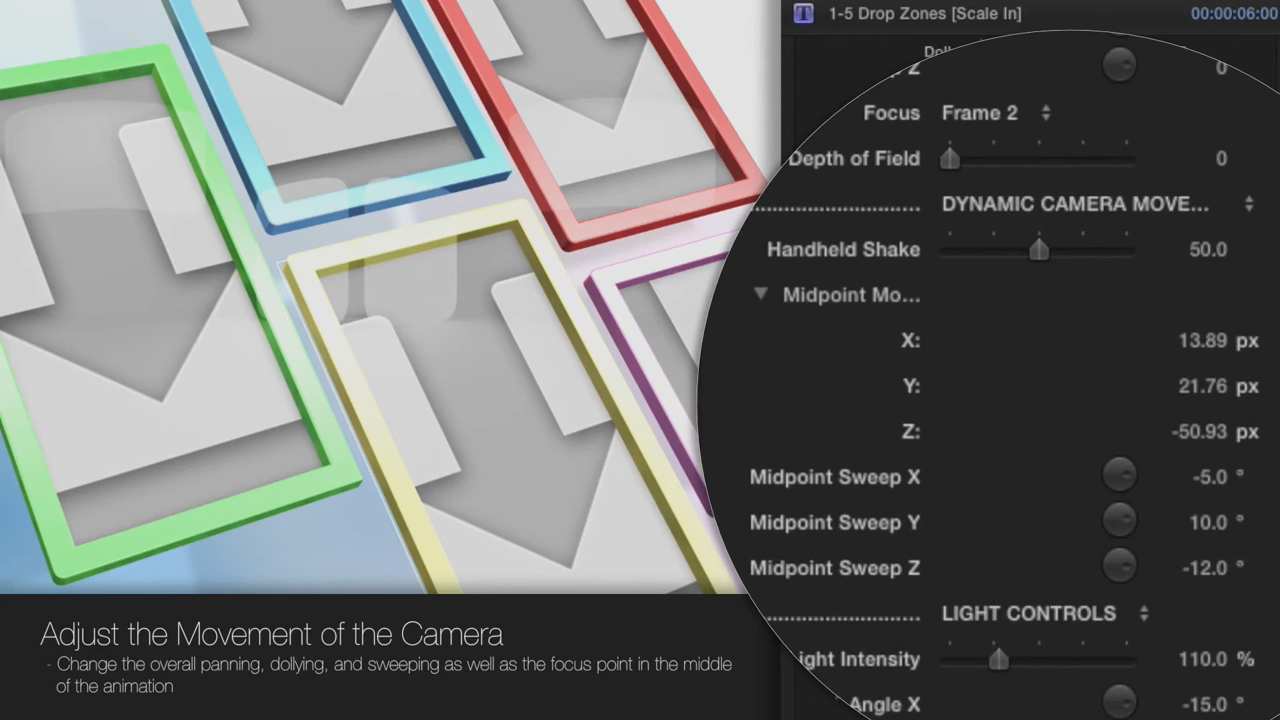 1-5 Drop Zones [Scale In] 00:00:06:00
Z 0
Focus Frame 2
Depth of Field 0
DYNAMIC CAMERA MOVE...
Handheld Shake 50.0
Midpoint Mo...
X: 13.89 px
Y: 21.76 px
Z: -50.93 px
Midpoint Sweep X -5.0 °
Midpoint Sweep Y 10.0 °
Midpoint Sweep Z -12.0 °
LIGHT CONTROLS
ight Intensity 110.0 %
Angle X -15.0 °
Adjust the Movement of the Camera
- Change the overall panning, dollying, and sweeping as well as the focus point in the middle
of the animation